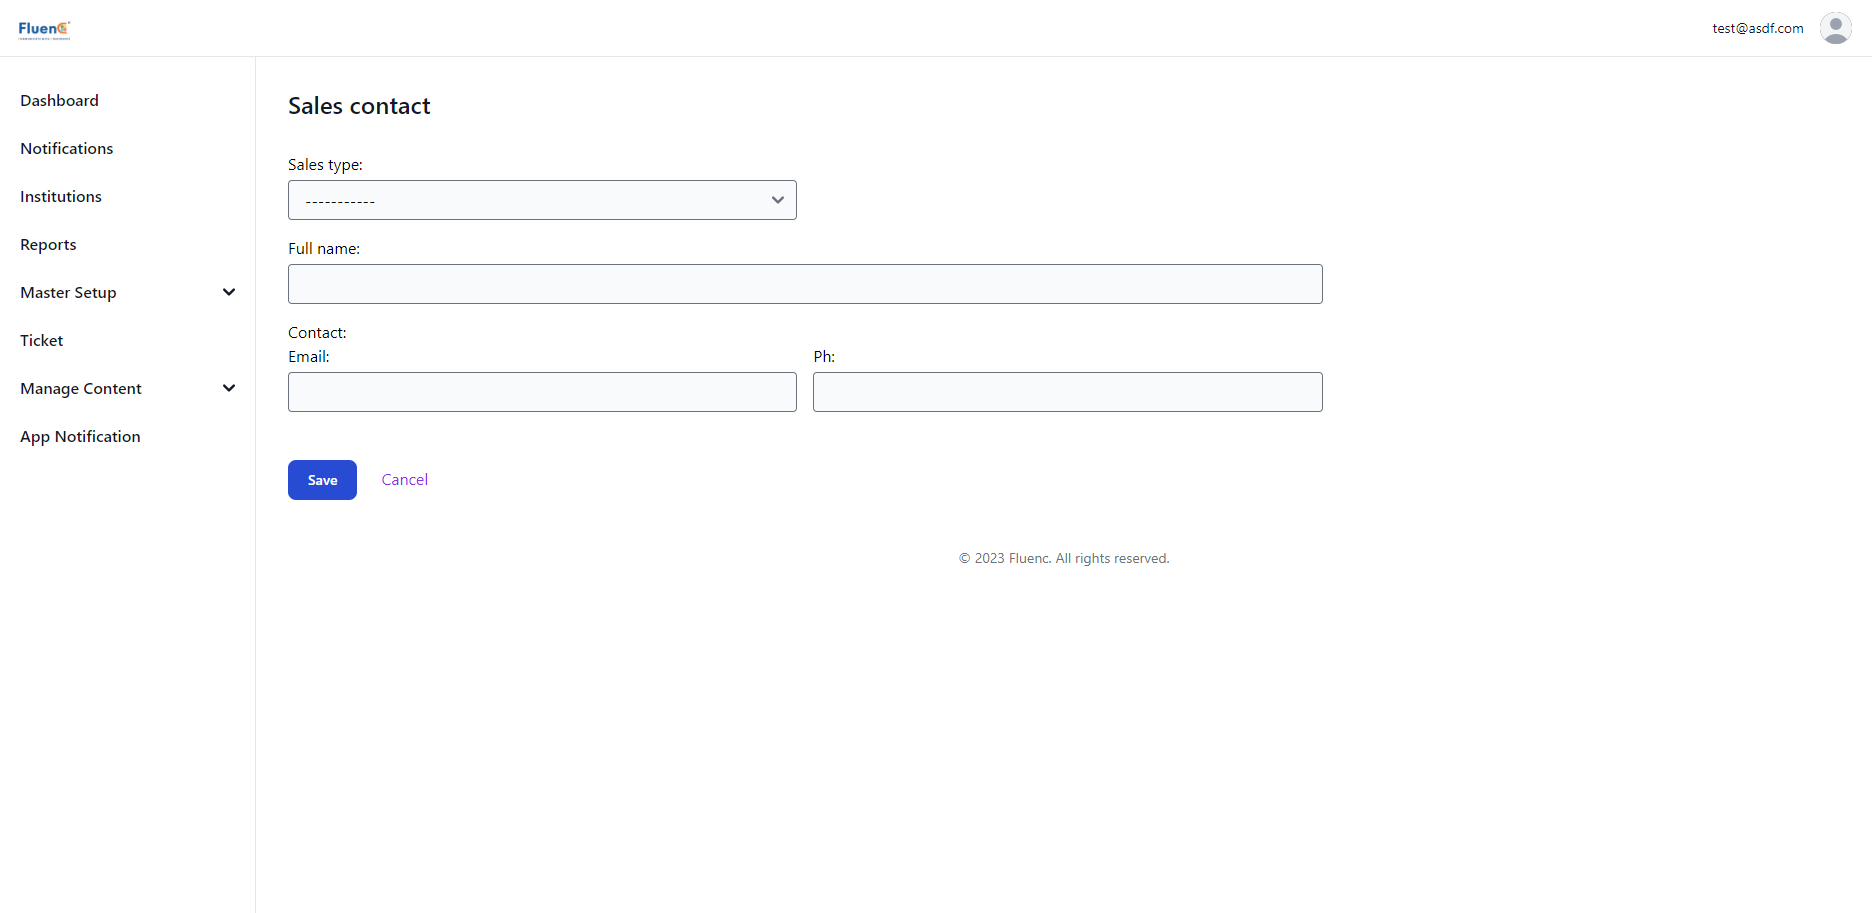 FluenC
test@asdf.com
Dashboard
Notifications
Institutions
Reports
Master Setup
Ticket
Manage Content
App Notification
Sales contact
Sales type:
-----------
Full name:
Contact:
Email:
Ph:
Save
Cancel
© 2023 Fluenc. All rights reserved.